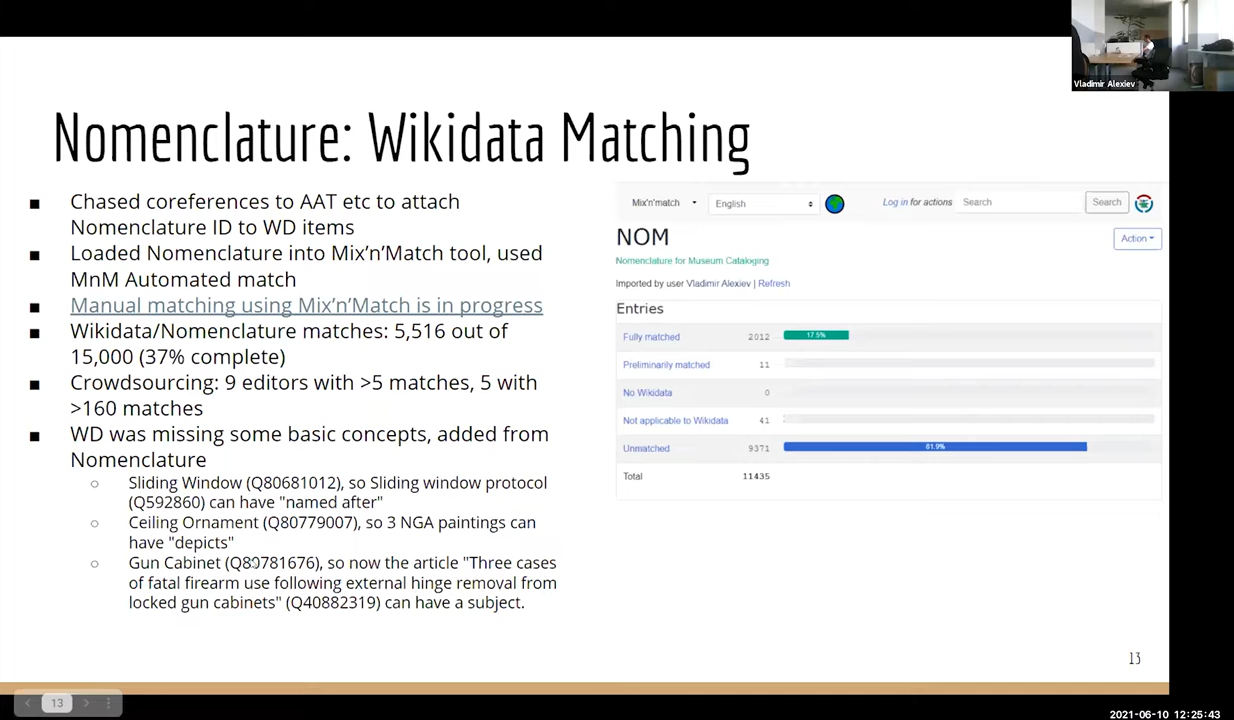 Vladimir Alexiev
Nomenclature: Wikidata Matching
■ Chased coreferences to AAT etc to attach
Nomenclature ID to WD items
■ Loaded Nomenclature into Mix'n'Match tool, used
MnM Automated match
■ Manual matching using Mix'n'Match is in progress
■ Wikidata/Nomenclature matches: 5,516 out of
15,000 (37% complete)
■ Crowdsourcing: 9 editors with >5 matches, 5 with
>160 matches
■ WD was missing some basic concepts, added from
Nomenclature
○ Sliding Window (Q80681012), so Sliding window protocol
(Q592860) can have "named after"
○ Ceiling Ornament (Q80779007), so 3 NGA paintings can
have "depicts"
○ Gun Cabinet (Q80781676), so now the article "Three cases
of fatal firearm use following external hinge removal from
locked gun cabinets" (Q40882319) can have a subject.
Mix'n'match English Log in for actions Search Search
NOM Action
Nomenclature for Museum Cataloging
Imported by user Vladimir Alexiev | Refresh
Entries
Fully matched 2012 17.5%
Preliminarily matched 11
No Wikidata 0
Not applicable to Wikidata 41
Unmatched 9371 81.9%
Total 11435
13
13
2021-06-10 12:25:43